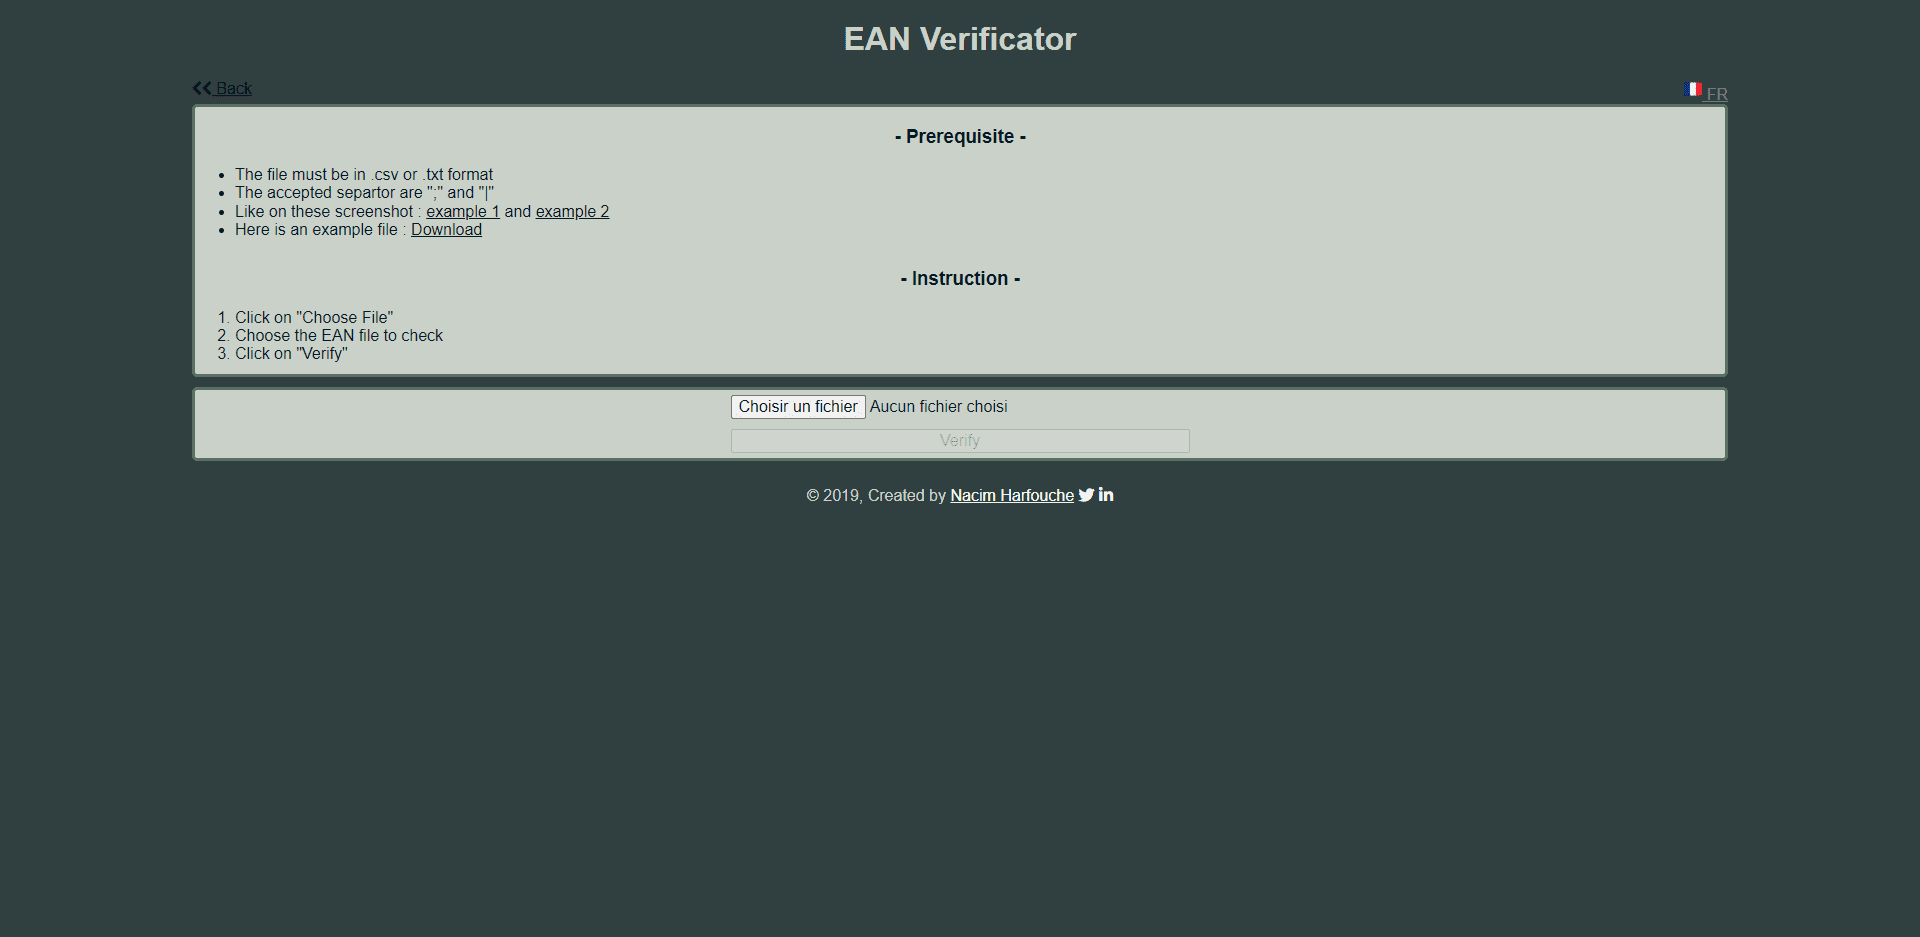 EAN Verificator
Back
FR
- Prerequisite -
The file must be in .csv or .txt format
The accepted separtor are ";" and "|"
Like on these screenshot : example 1 and example 2
Here is an example file : Download
- Instruction -
1. Click on "Choose File"
2. Choose the EAN file to check
3. Click on "Verify"
Choisir un fichier Aucun fichier choisi
Verify
© 2019, Created by Nacim Harfouche